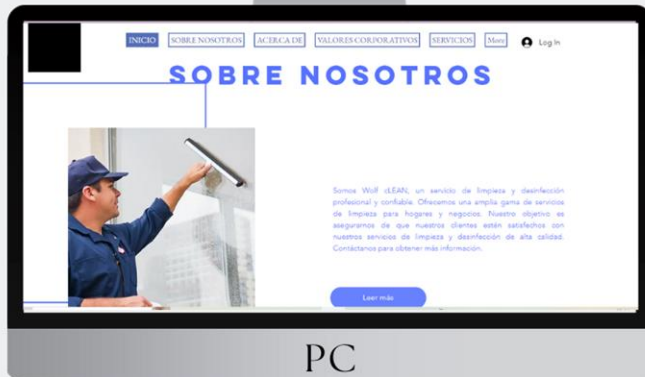 INICIO SOBRE NOSOTROS ACERCA DE VALORES CORPORATIVOS SERVICIOS More Log In
SOBRE NOSOTROS
Somos Wolf cLEAN, un servicio de limpieza y desinfección
profesional y confiable. Ofrecemos una amplia gama de servicios
de limpieza para hogares y negocios. Nuestro objetivo es
asegurarnos de que nuestros clientes estén satisfechos con
nuestros servicios de limpieza y desinfección de alta calidad.
Contáctanos para obtener más información.
Leer más
PC